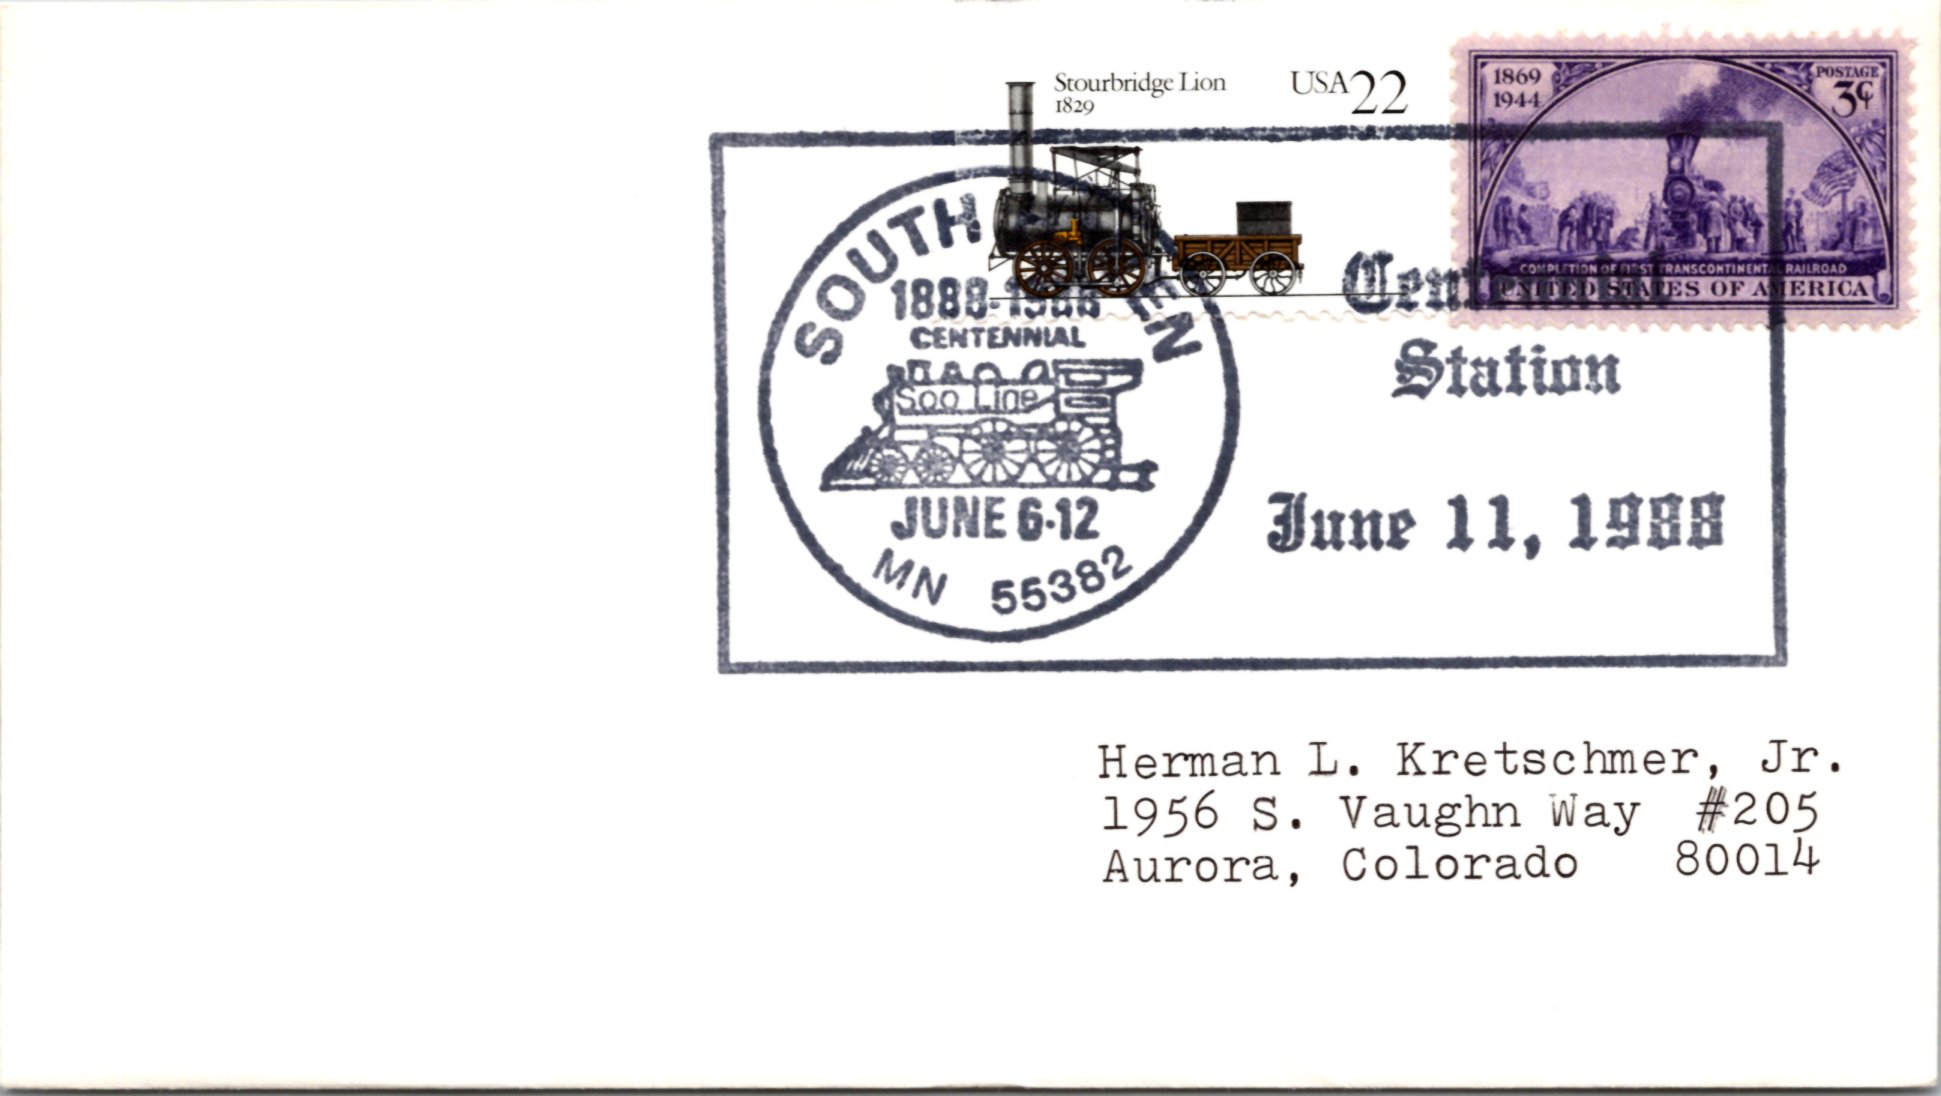 Stourbridge Lion
1829
USA22
1869
1944
POSTAGE
3¢
COMPLETION OF FIRST TRANSCONTINENTAL RAILROAD
UNITED STATES OF AMERICA
SOUTH
1888-1988
CENTENNIAL
Soo Line
JUNE 6-12
MN 55382
Centennial
Station
June 11, 1988
Herman L. Kretschmer, Jr.
1956 S. Vaughn Way #205
Aurora, Colorado 80014